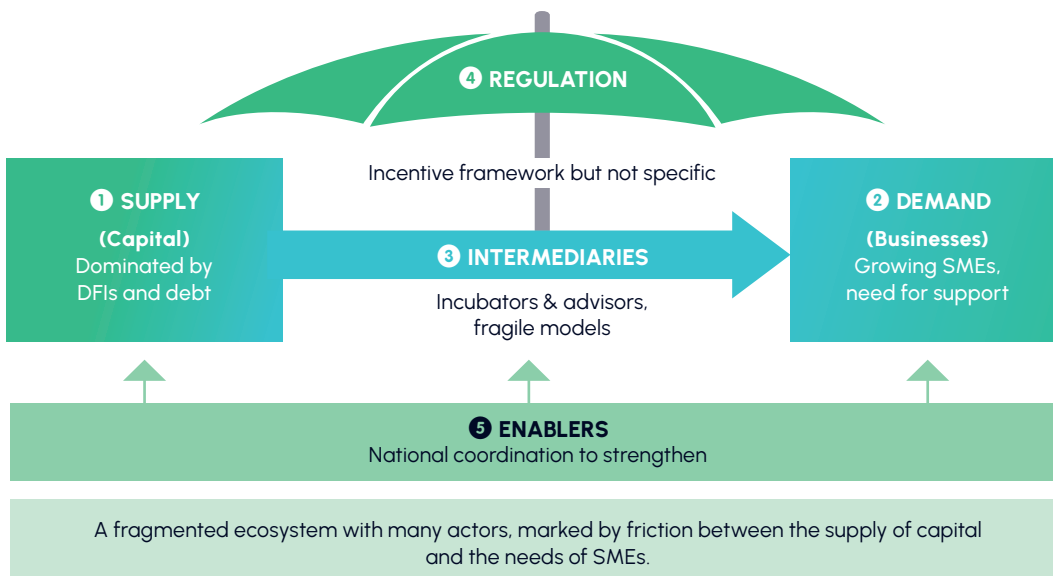 4 REGULATION
Incentive framework but not specific
1 SUPPLY
(Capital)
Dominated by
DFIs and debt
3 INTERMEDIARIES
Incubators & advisors,
fragile models
2 DEMAND
(Businesses)
Growing SMEs,
need for support
5 ENABLERS
National coordination to strengthen
A fragmented ecosystem with many actors, marked by friction between the supply of capital
and the needs of SMEs.